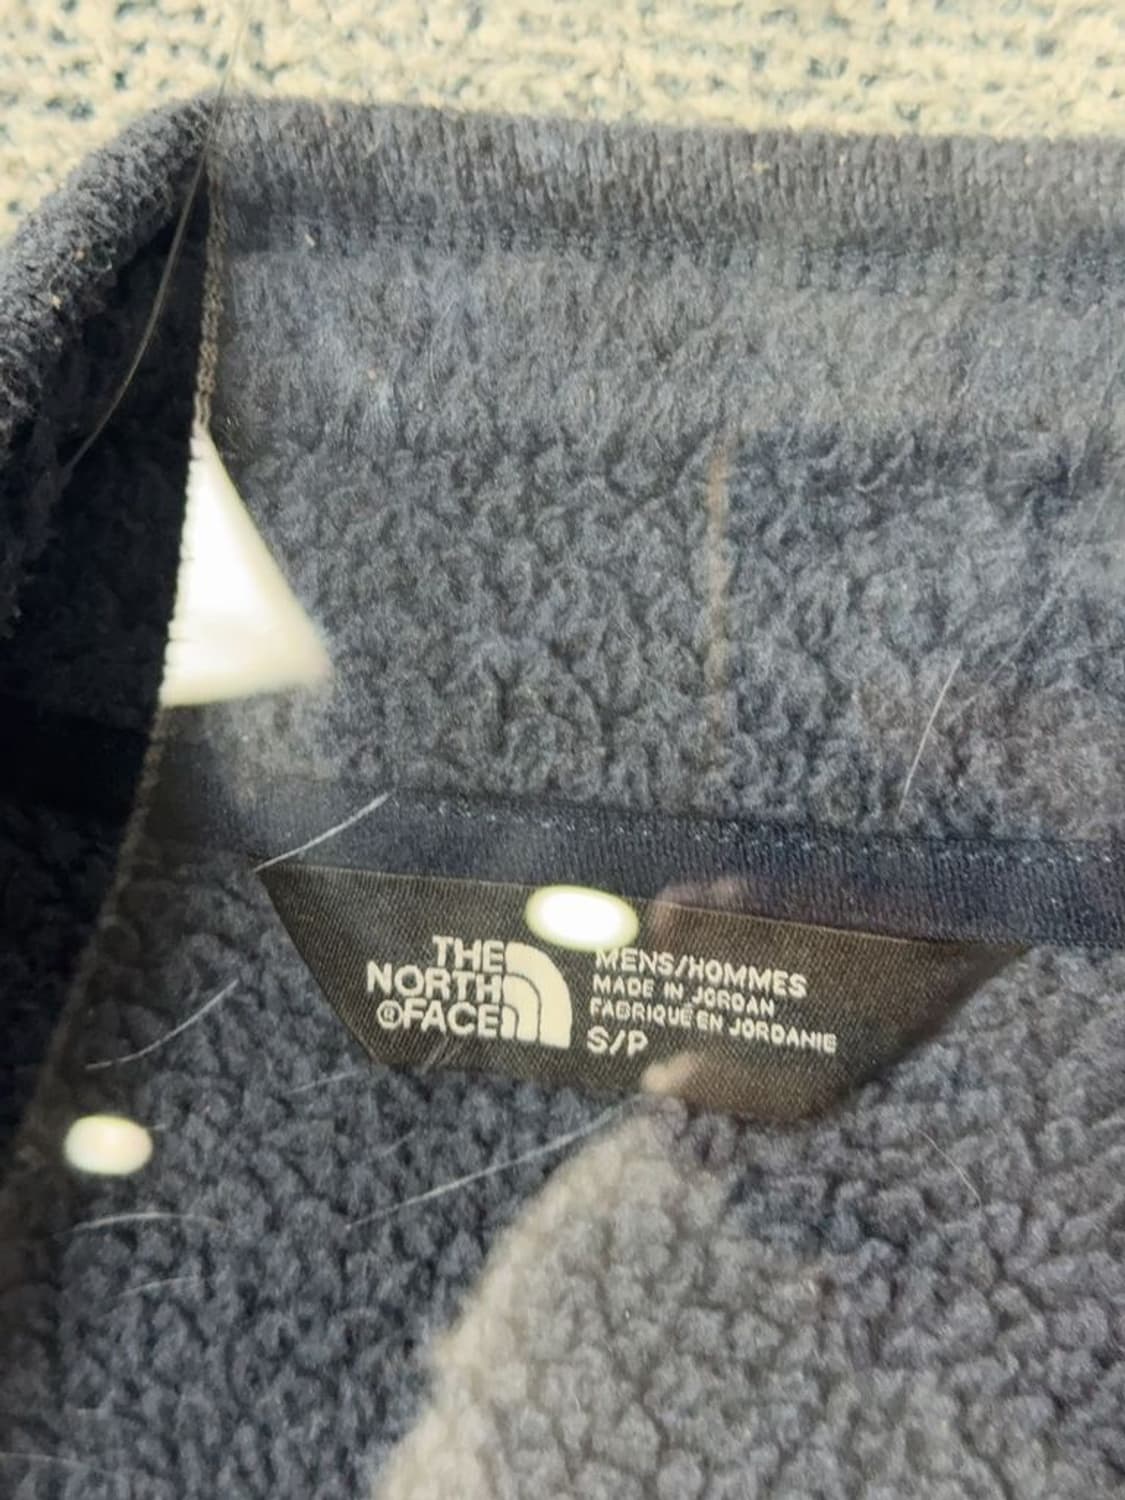 THE
NORTH
®FACE
MENS/HOMMES
MADE IN JORDAN
FABRIQUÉ EN JORDANIE
S/P